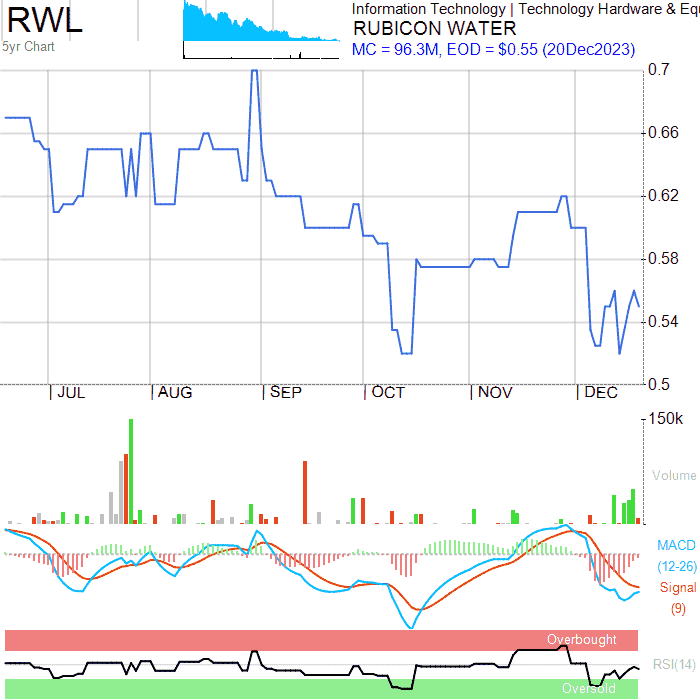 RWL
5yr Chart
Information Technology | Technology Hardware & Eq
RUBICON WATER
MC = 96.3M, EOD = $0.55 (20Dec2023)
0.7
0.66
0.62
0.58
0.54
0.5
JUL AUG SEP OCT NOV DEC
150k
Volume
MACD
(12-26)
Signal
(9)
Overbought
RSI(14)
Oversold